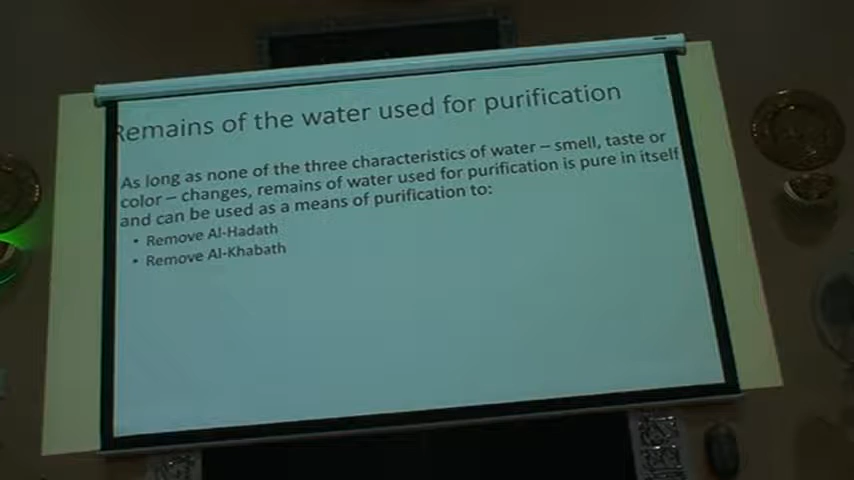 Remains of the water used for purification
As long as none of the three characteristics of water – smell, taste or
color – changes, remains of water used for purification is pure in itself
and can be used as a means of purification to:
• Remove Al-Hadath
• Remove Al-Khabath